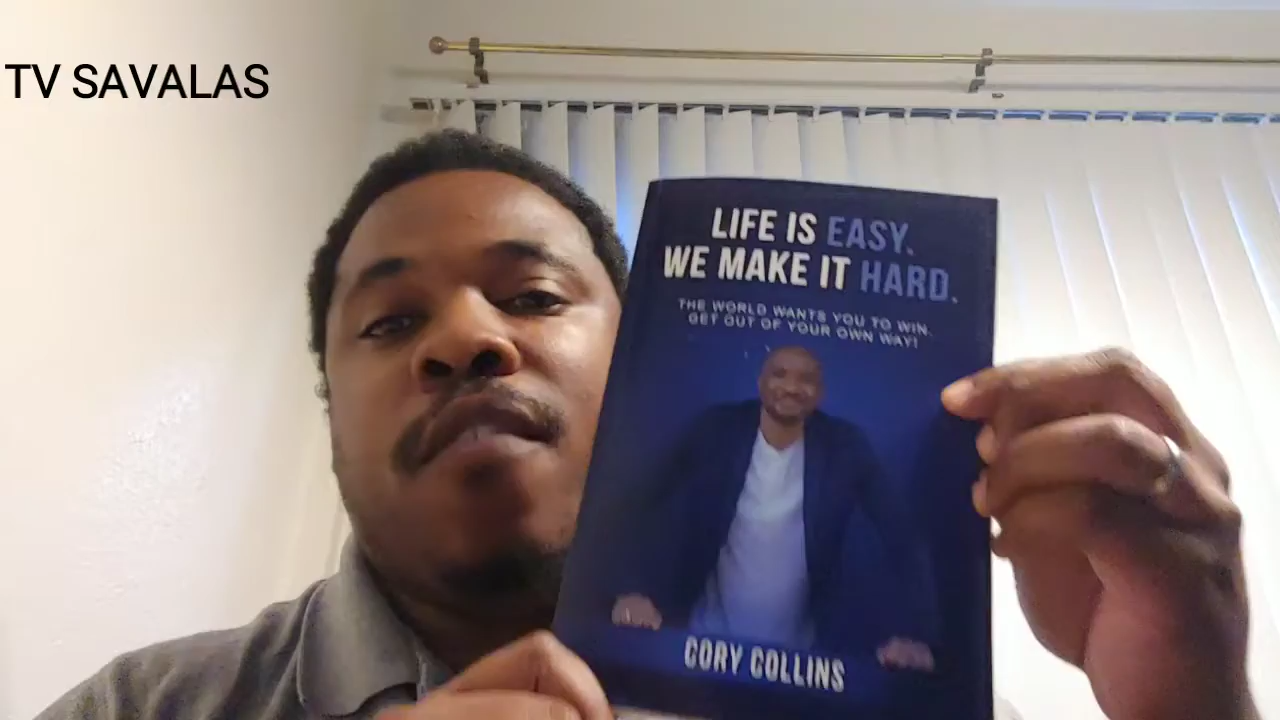 TV SAVALAS
LIFE IS EASY.
WE MAKE IT HARD.
THE WORLD WANTS YOU TO WIN.
GET OUT OF YOUR OWN WAY!
CORY COLLINS